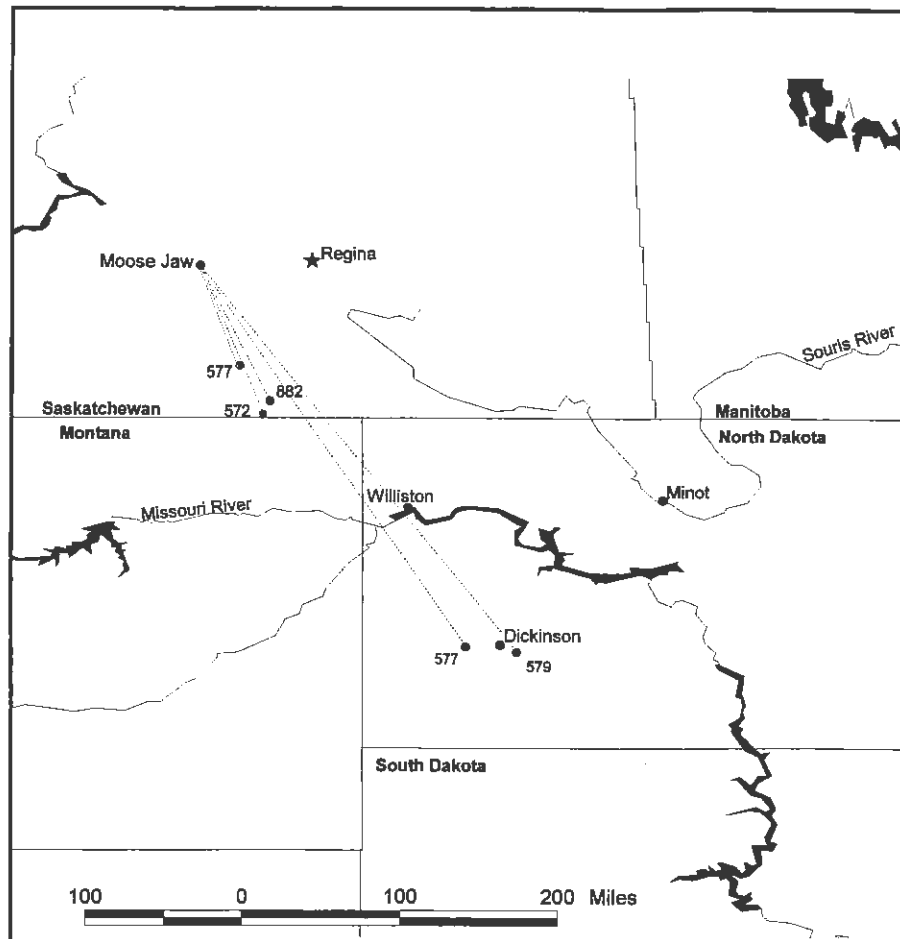 Regina
Moose Jaw
Souris River
577
882
572
Saskatchewan
Manitoba
Montana
North Dakota
Williston
Minot
Missouri River
Dickinson
577
579
South Dakota
100 0 100 200 Miles